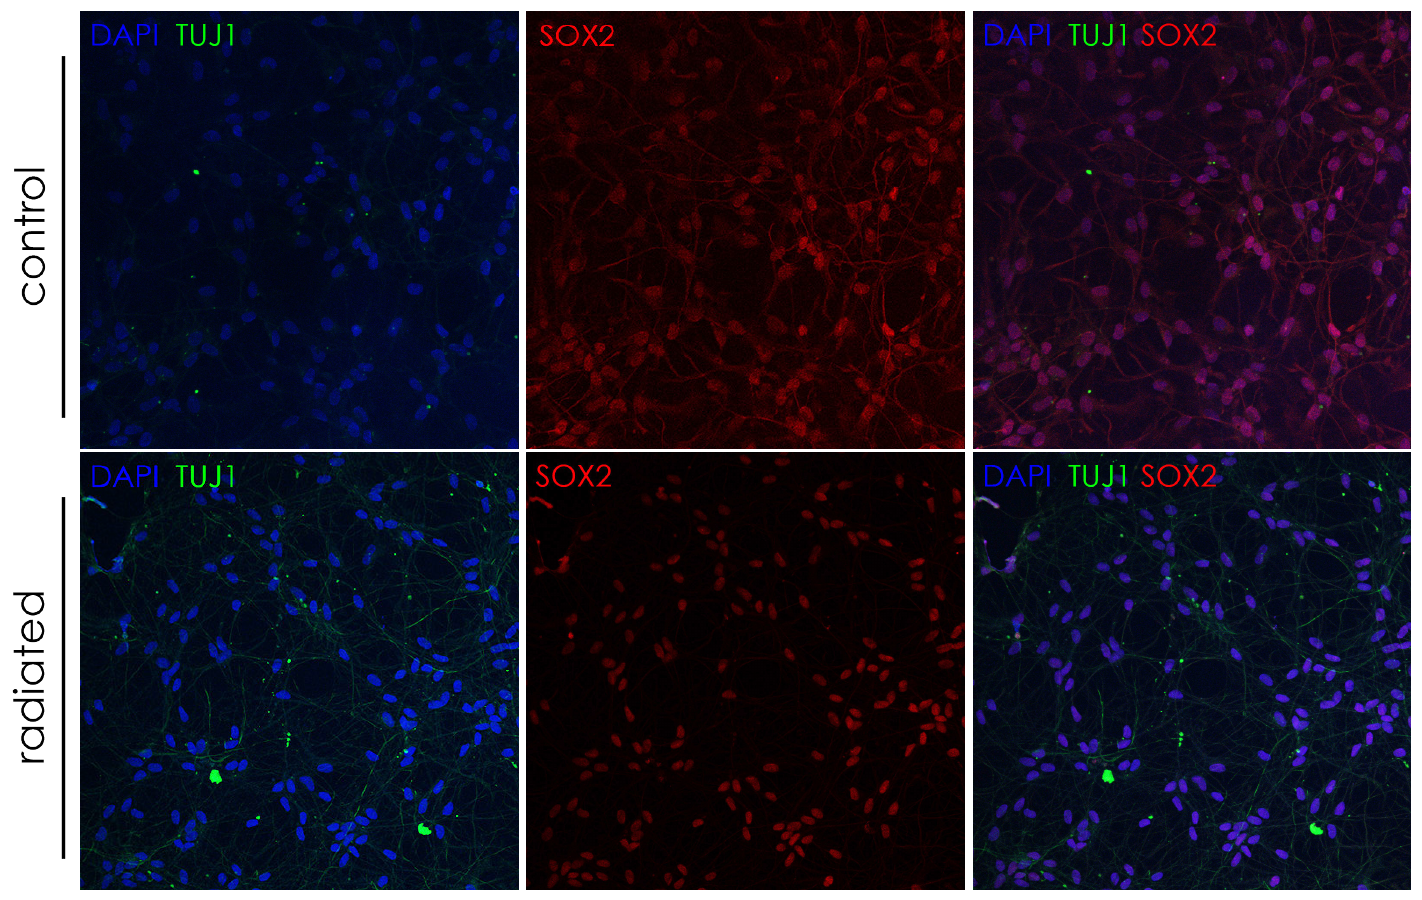 DAPI TUJ1
SOX2
DAPI TUJ1 SOX2
control
DAPI TUJ1
SOX2
DAPI TUJ1 SOX2
radiated